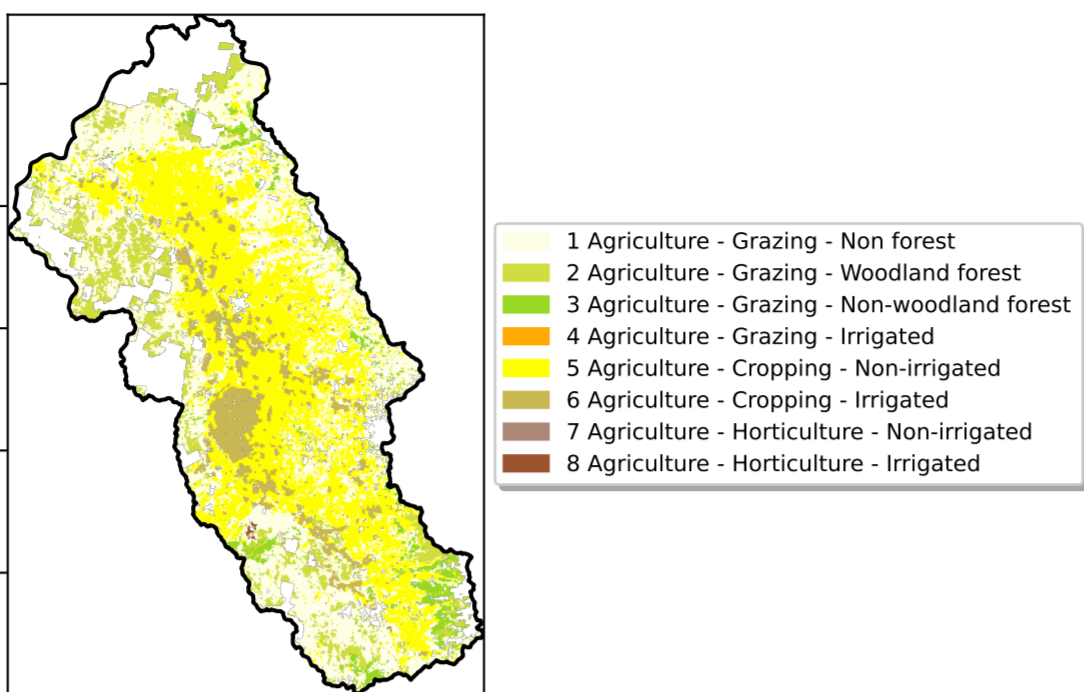 1 Agriculture - Grazing - Non forest
2 Agriculture - Grazing - Woodland forest
3 Agriculture - Grazing - Non-woodland forest
4 Agriculture - Grazing - Irrigated
5 Agriculture - Cropping - Non-irrigated
6 Agriculture - Cropping - Irrigated
7 Agriculture - Horticulture - Non-irrigated
8 Agriculture - Horticulture - Irrigated